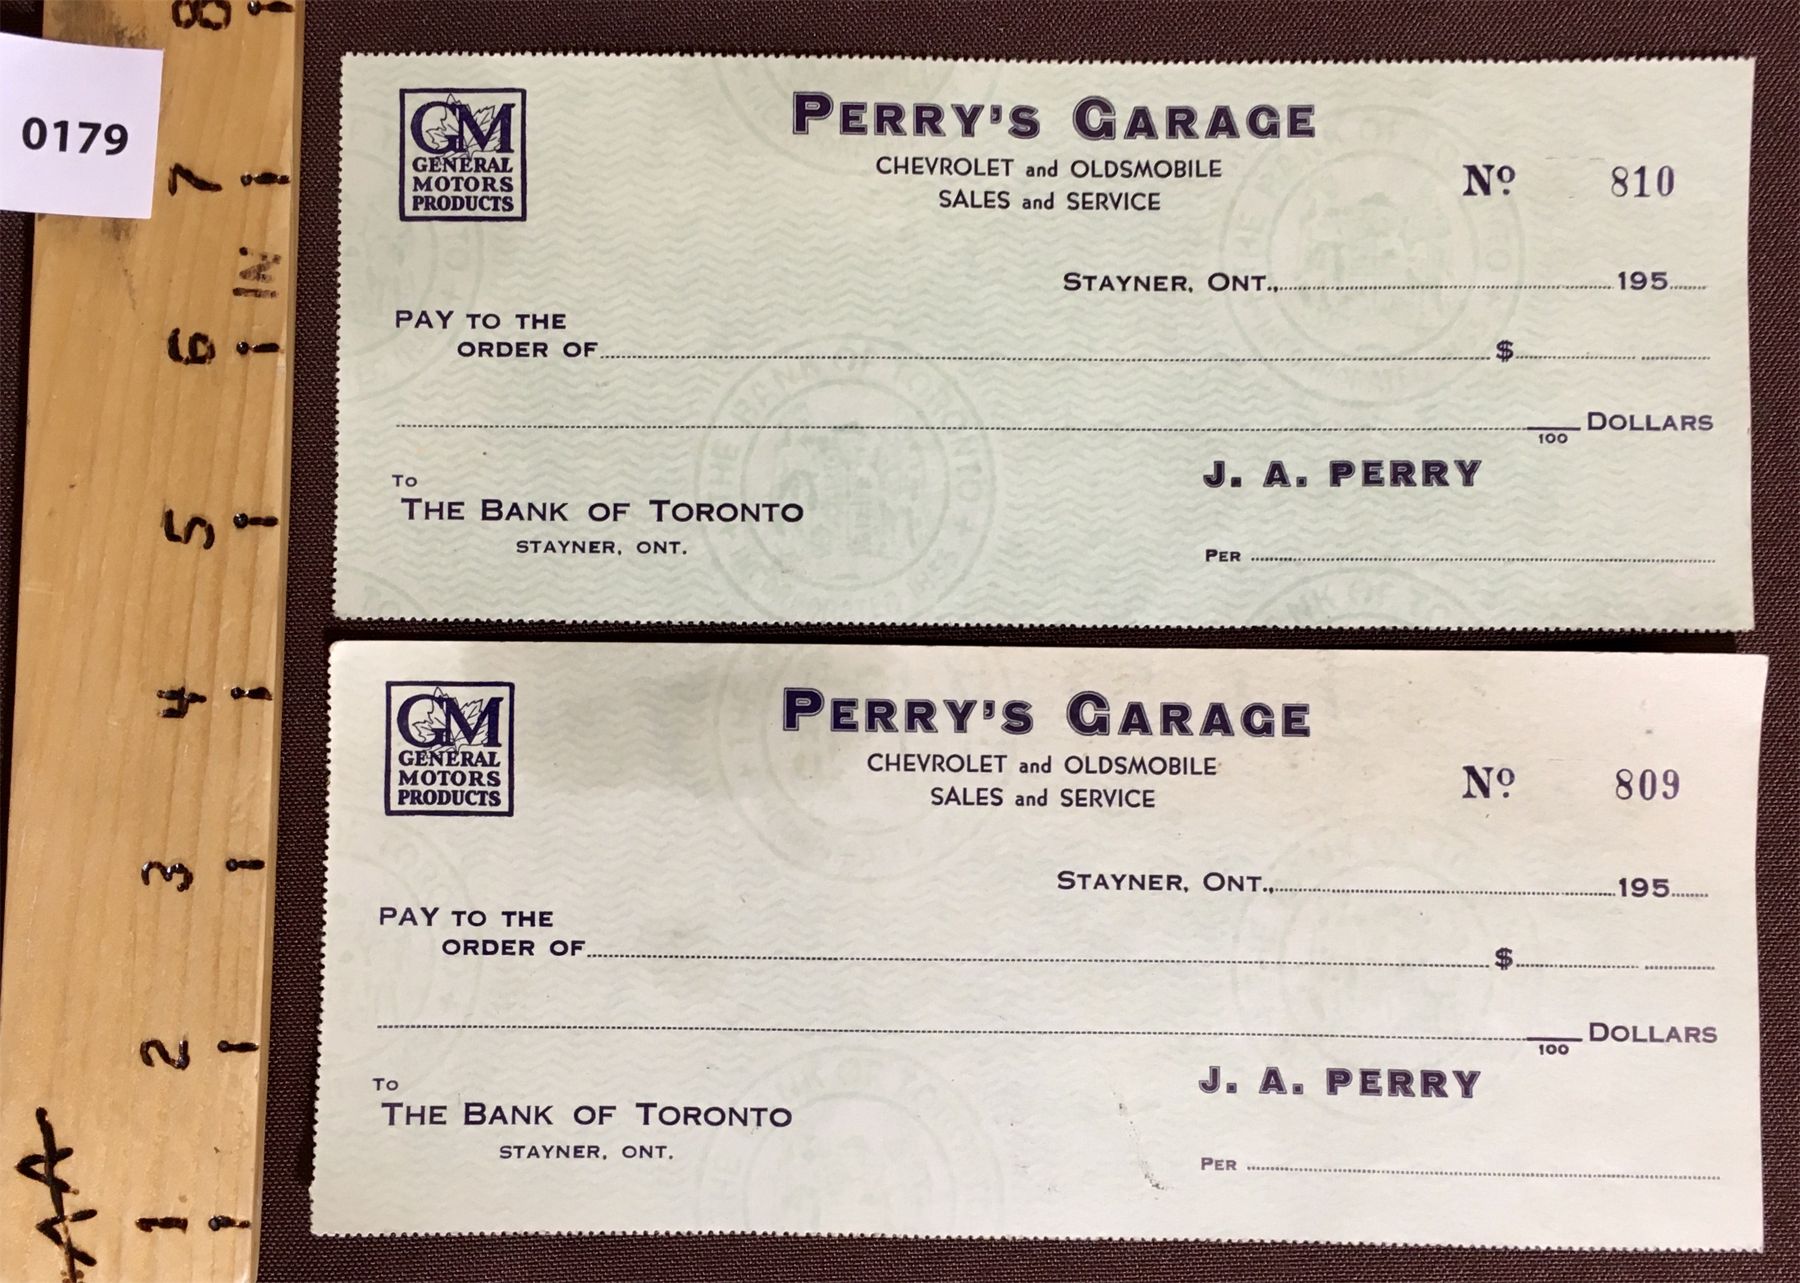 0179
8
7
IN
6
5
4
3
2
1
GM
GENERAL
MOTORS
PRODUCTS
PERRY'S GARAGE
CHEVROLET and OLDSMOBILE
SALES and SERVICE
Nº 810
STAYNER, ONT., 195
PAY TO THE
ORDER OF $
100 DOLLARS
J. A. PERRY
TO
THE BANK OF TORONTO
STAYNER, ONT.
PER
THE BANK OF TORONTO
GM
GENERAL
MOTORS
PRODUCTS
PERRY'S GARAGE
CHEVROLET and OLDSMOBILE
SALES and SERVICE
Nº 809
STAYNER, ONT., 195
PAY TO THE
ORDER OF $
100 DOLLARS
J. A. PERRY
TO
THE BANK OF TORONTO
STAYNER, ONT.
PER